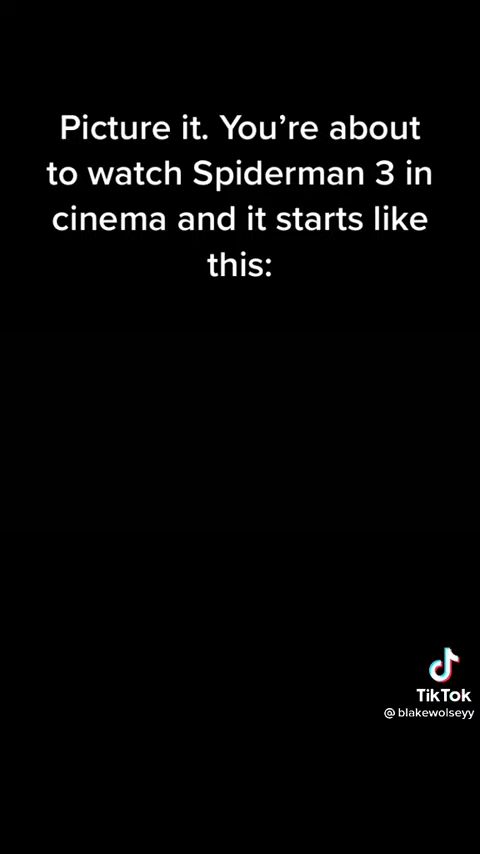 Picture it. You’re about
to watch Spiderman 3 in
cinema and it starts like
this:
TikTok
@ blakewolseyy